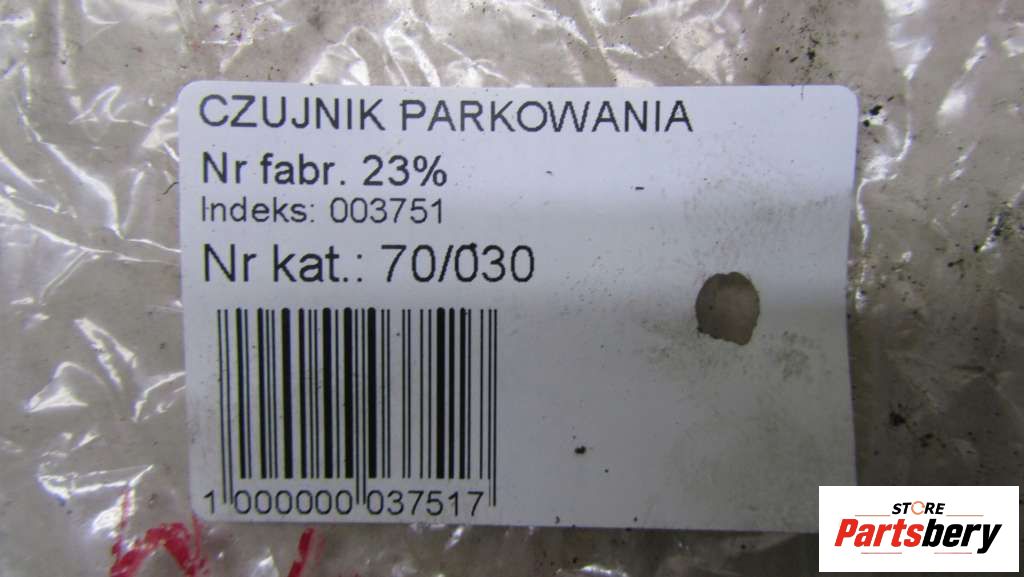 CZUJNIK PARKOWANIA
Nr fabr. 23%
Indeks: 003751
Nr kat.: 70/030
1 000000 037517
STORE
Partsbery